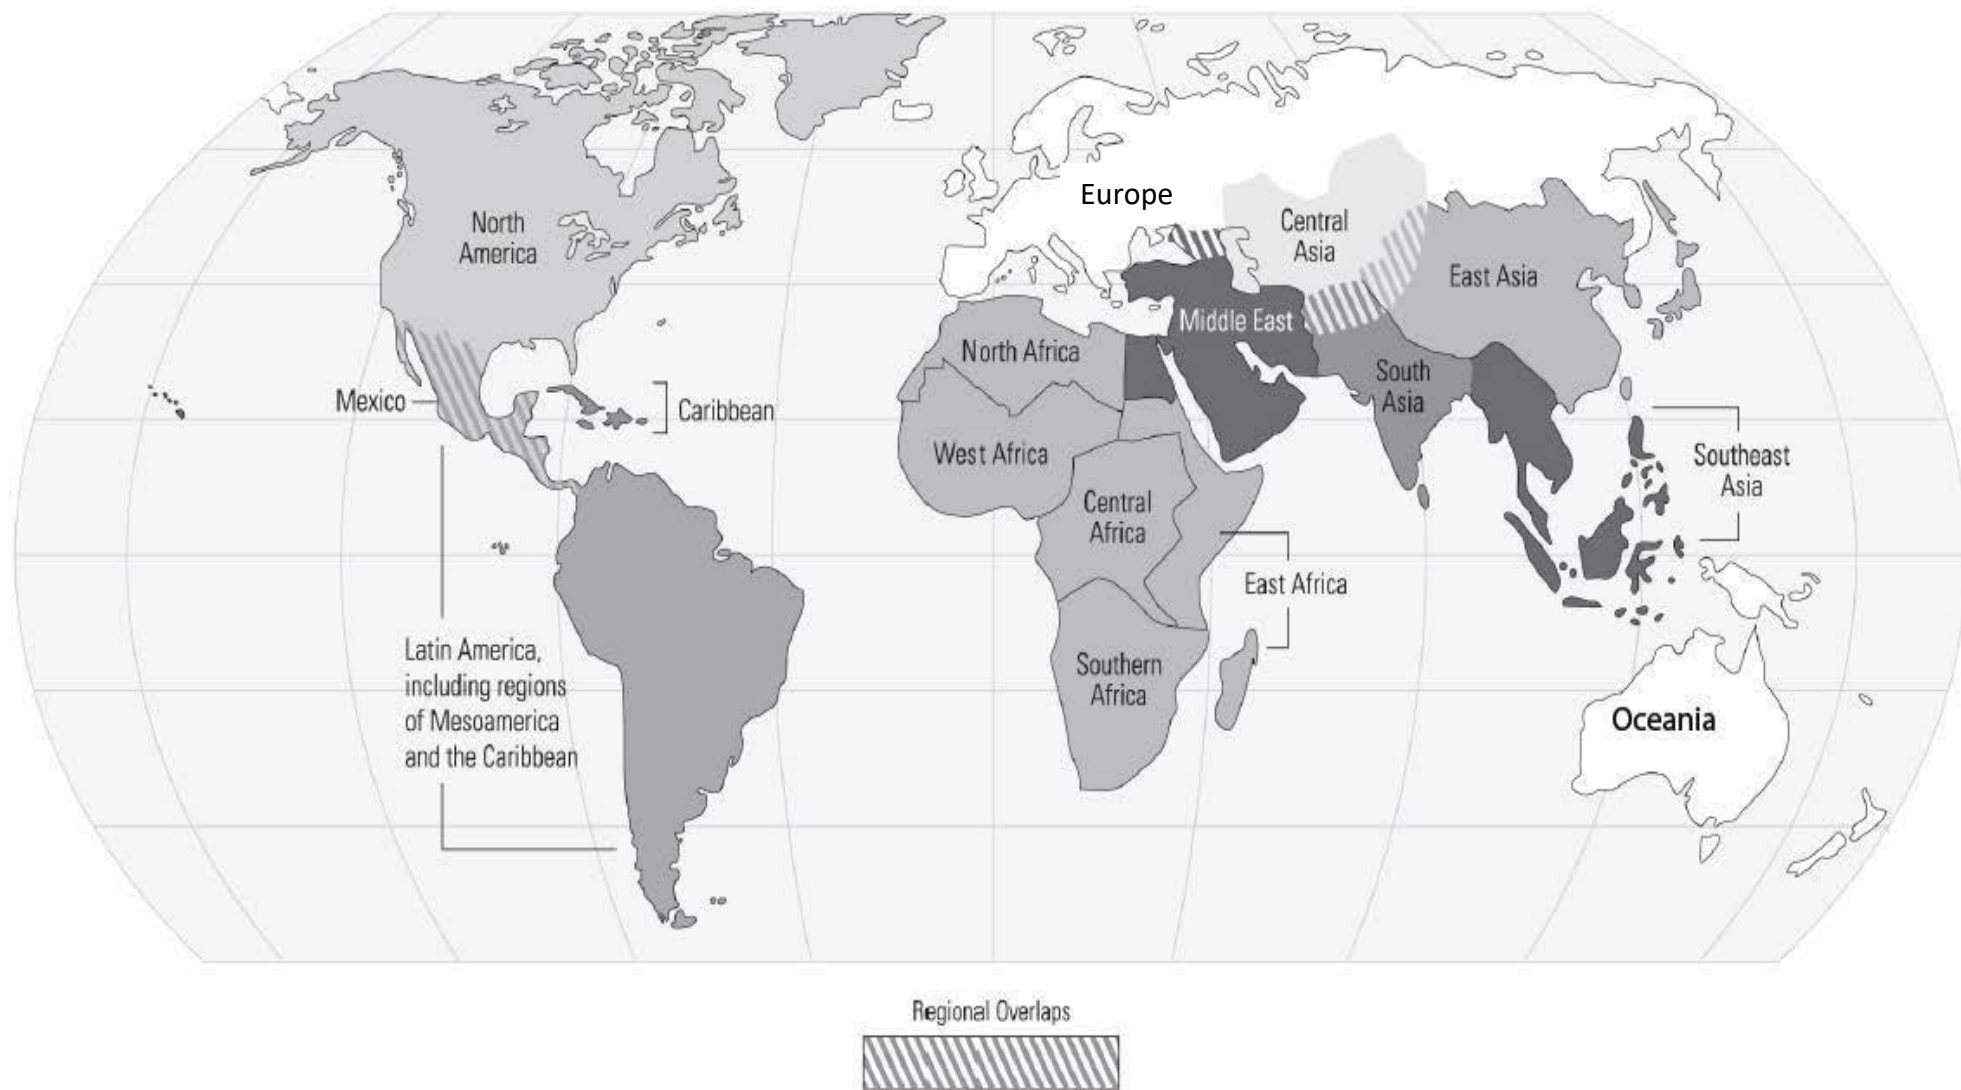 North
America
Mexico
Caribbean
Latin America,
including regions
of Mesoamerica
and the Caribbean
Europe
Central
Asia
East Asia
Middle East
South
Asia
Southeast
Asia
North Africa
West Africa
Central
Africa
East Africa
Southern
Africa
Oceania
Regional Overlaps